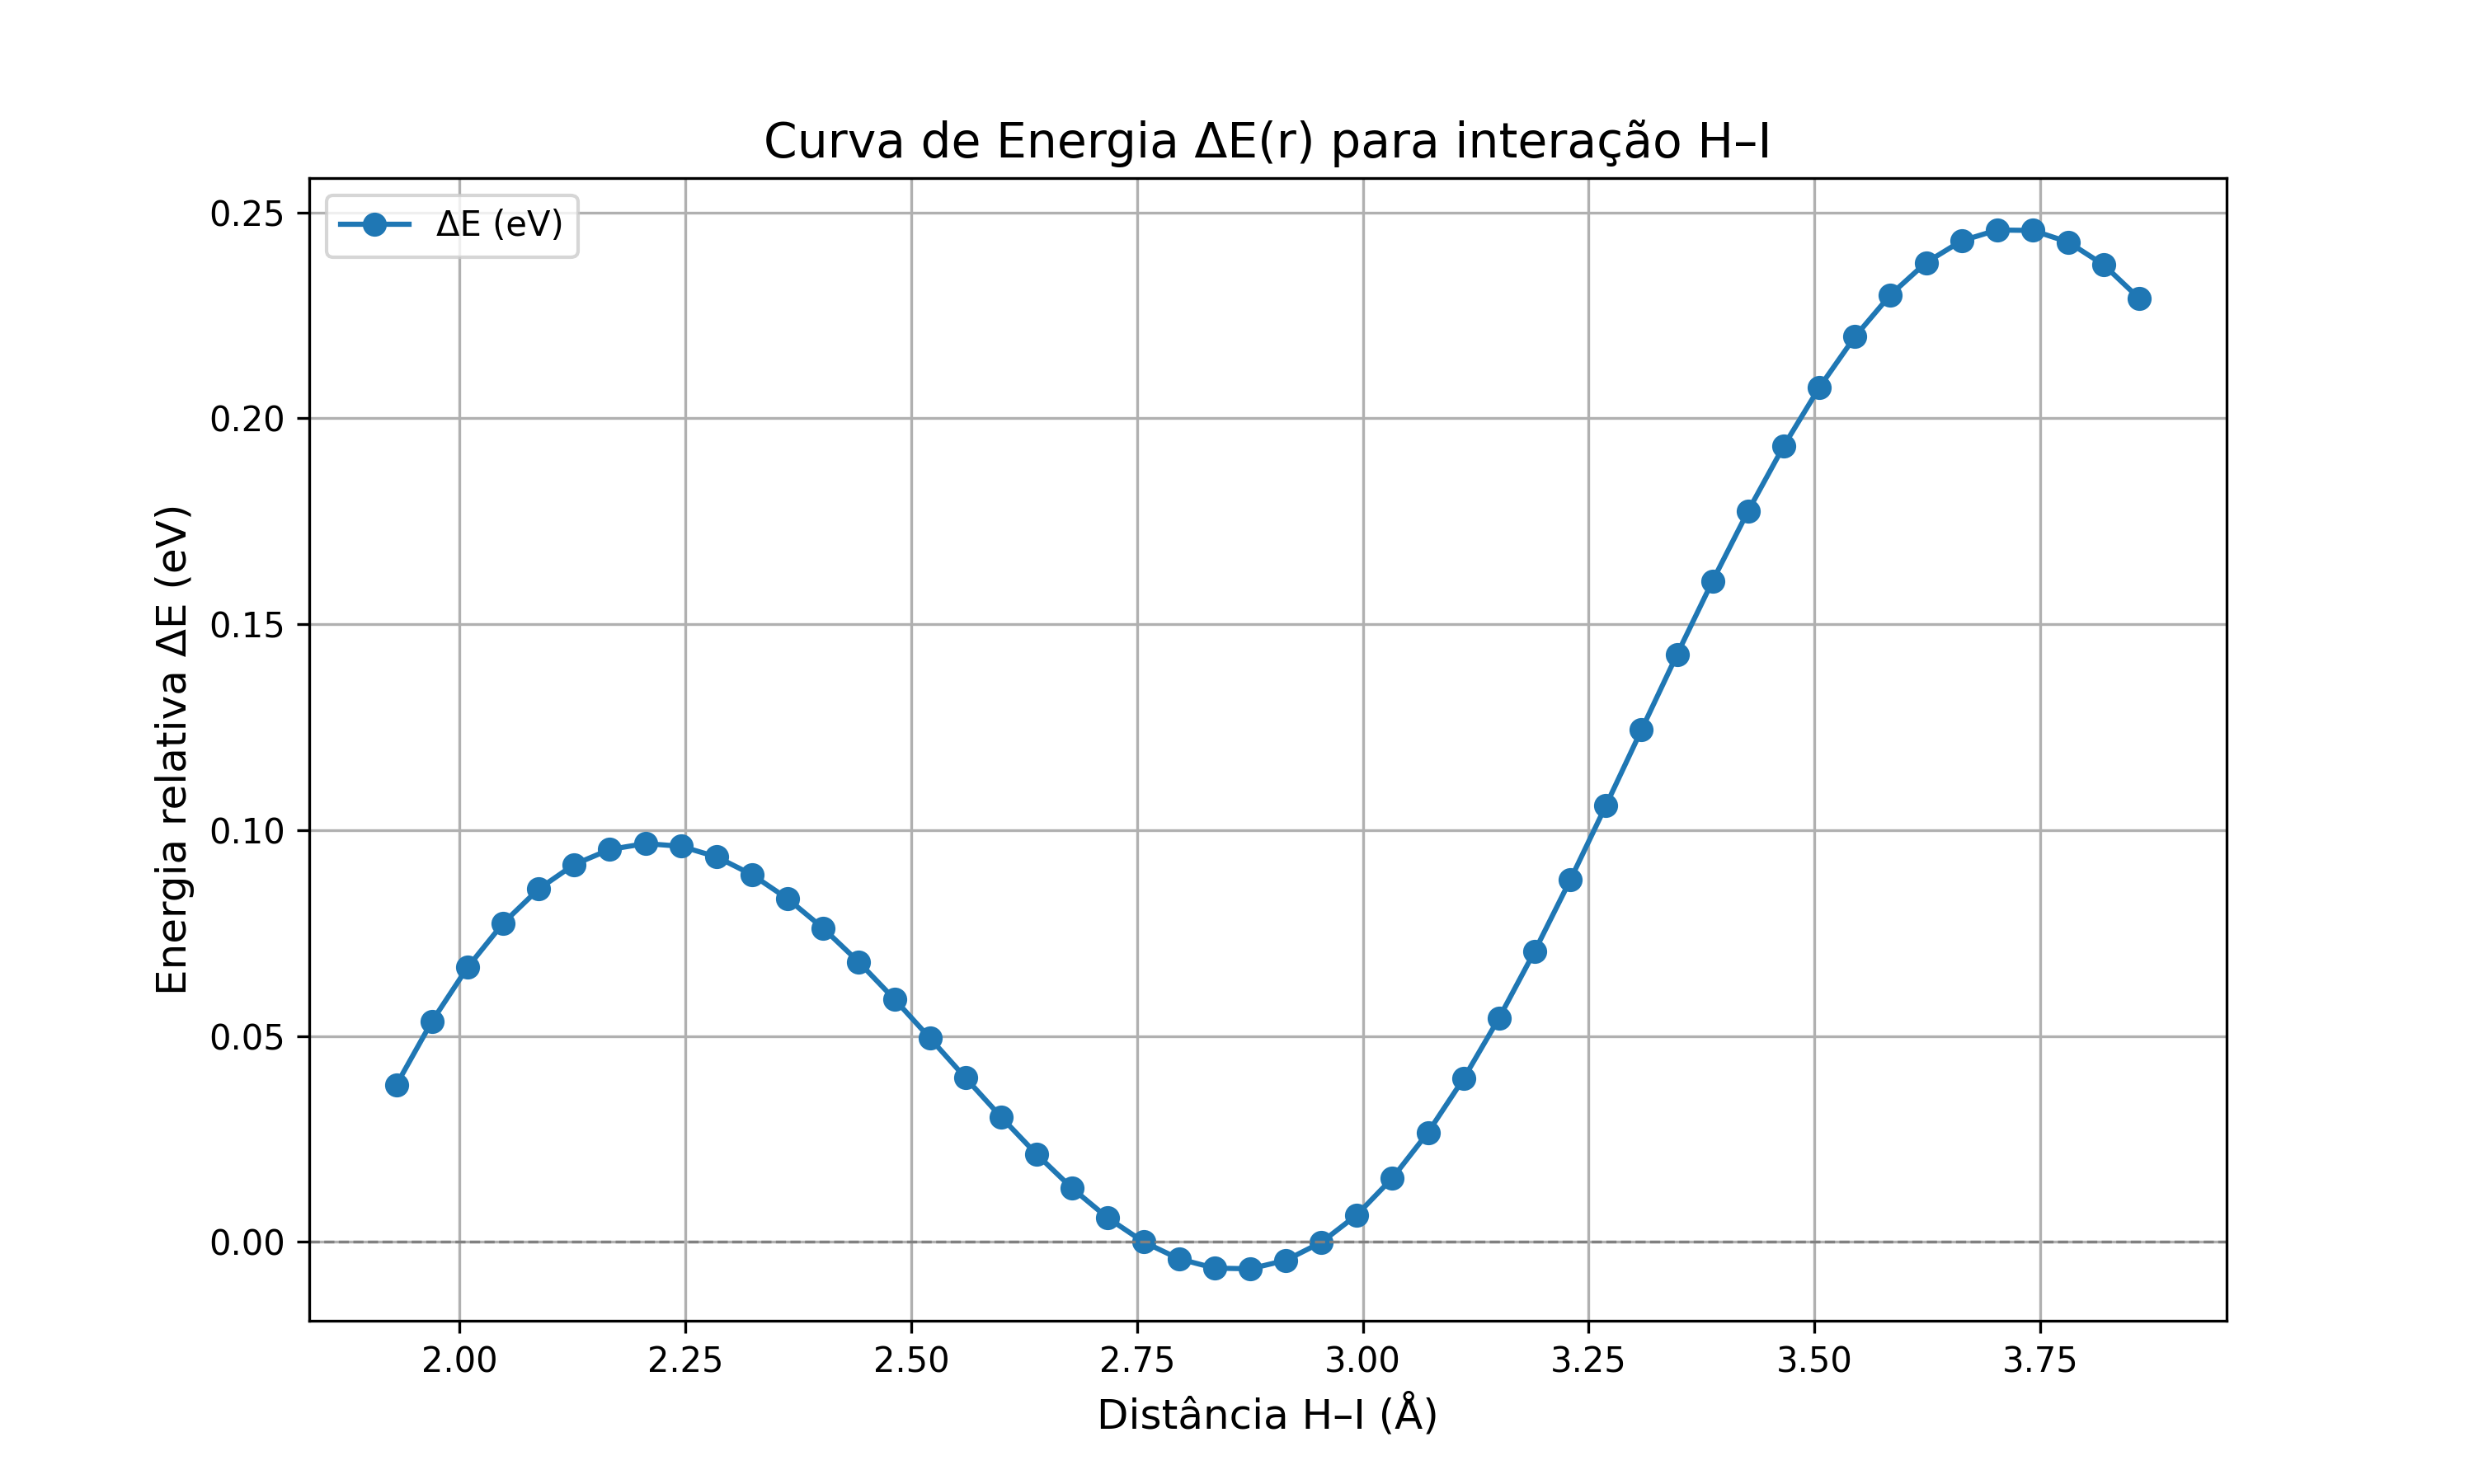 Curva de Energia ΔE(r) para interação H–I
ΔE (eV)
Energia relativa ΔE (eV)
0.25
0.20
0.15
0.10
0.05
0.00
2.00 2.25 2.50 2.75 3.00 3.25 3.50 3.75
Distância H–I (Å)